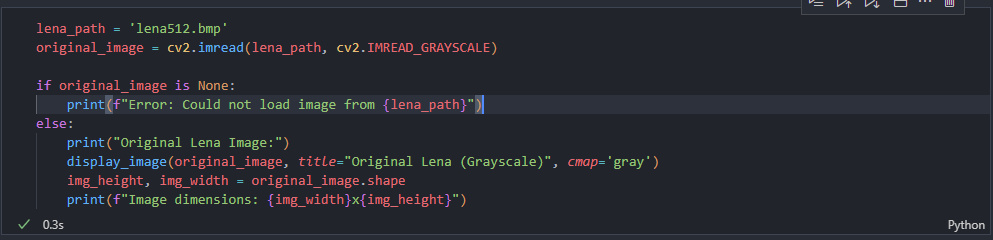 lena_path = 'lena512.bmp'
original_image = cv2.imread(lena_path, cv2.IMREAD_GRAYSCALE)
if original_image is None:
    print(f"Error: Could not load image from {lena_path}")
else:
    print("Original Lena Image:")
    display_image(original_image, title="Original Lena (Grayscale)", cmap='gray')
    img_height, img_width = original_image.shape
    print(f"Image dimensions: {img_width}x{img_height}")
0.3s Python